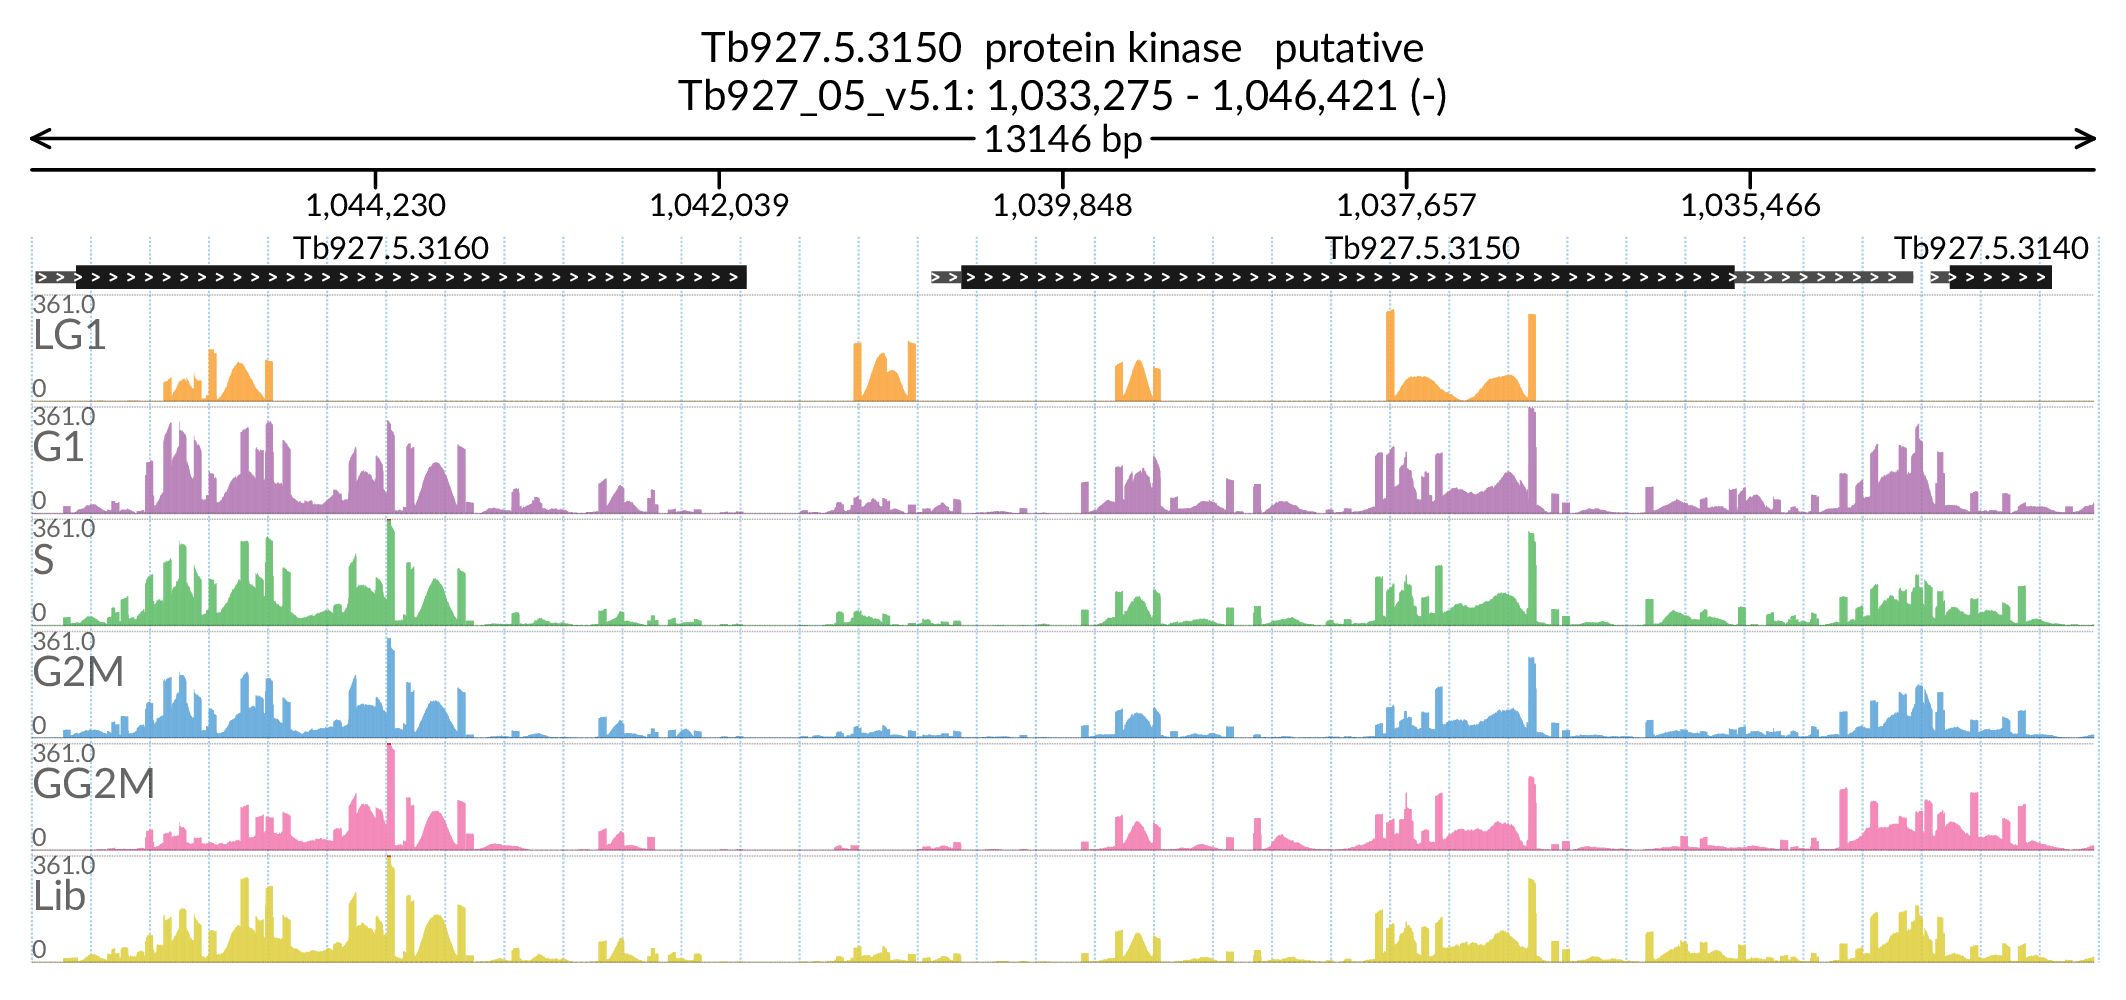 Tb927.5.3150 protein kinase putative
Tb927_05_v5.1: 1,033,275 - 1,046,421 (-)
13146 bp
1,044,230 1,042,039 1,039,848 1,037,657 1,035,466
Tb927.5.3160 Tb927.5.3150 Tb927.5.3140
361.0
LG1
0
361.0
G1
0
361.0
S
0
361.0
G2M
0
361.0
GG2M
0
361.0
Lib
0